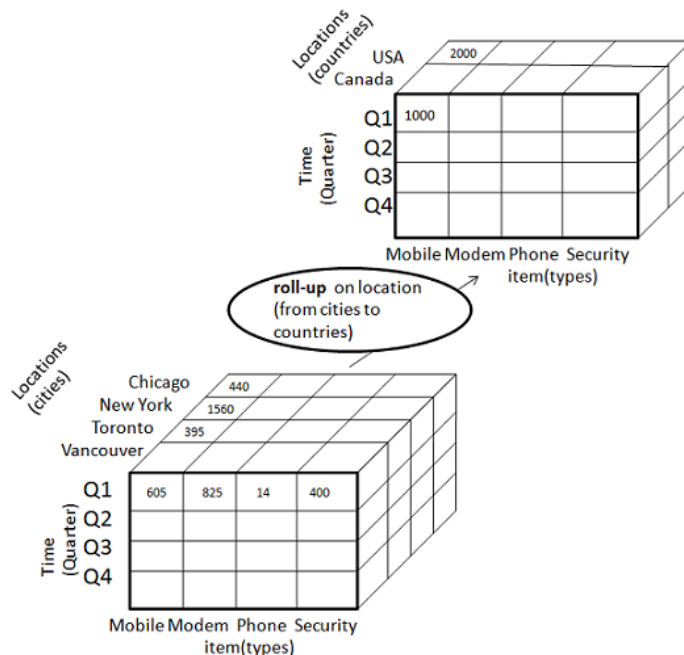 Locations
(countries)
USA
2000
Canada
Q1
1000
Q2
Q3
Q4
Time
(Quarter)
Mobile Modem Phone Security
item(types)
roll-up on location
(from cities to
countries)
Locations
(cities)
Chicago
440
New York
1560
Toronto
395
Vancouver
Q1
605 825 14 400
Q2
Q3
Q4
Time
(Quarter)
Mobile Modem Phone Security
item(types)